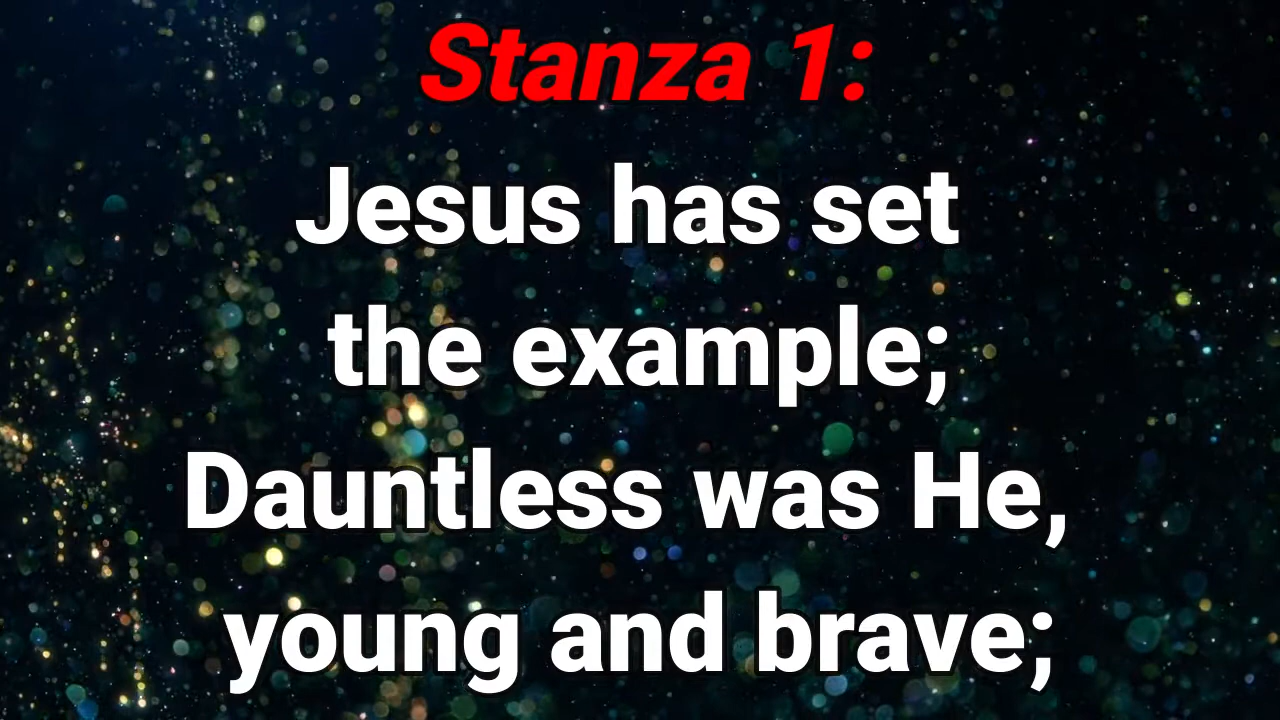 Stanza 1:
Jesus has set
the example;
Dauntless was He,
young and brave;